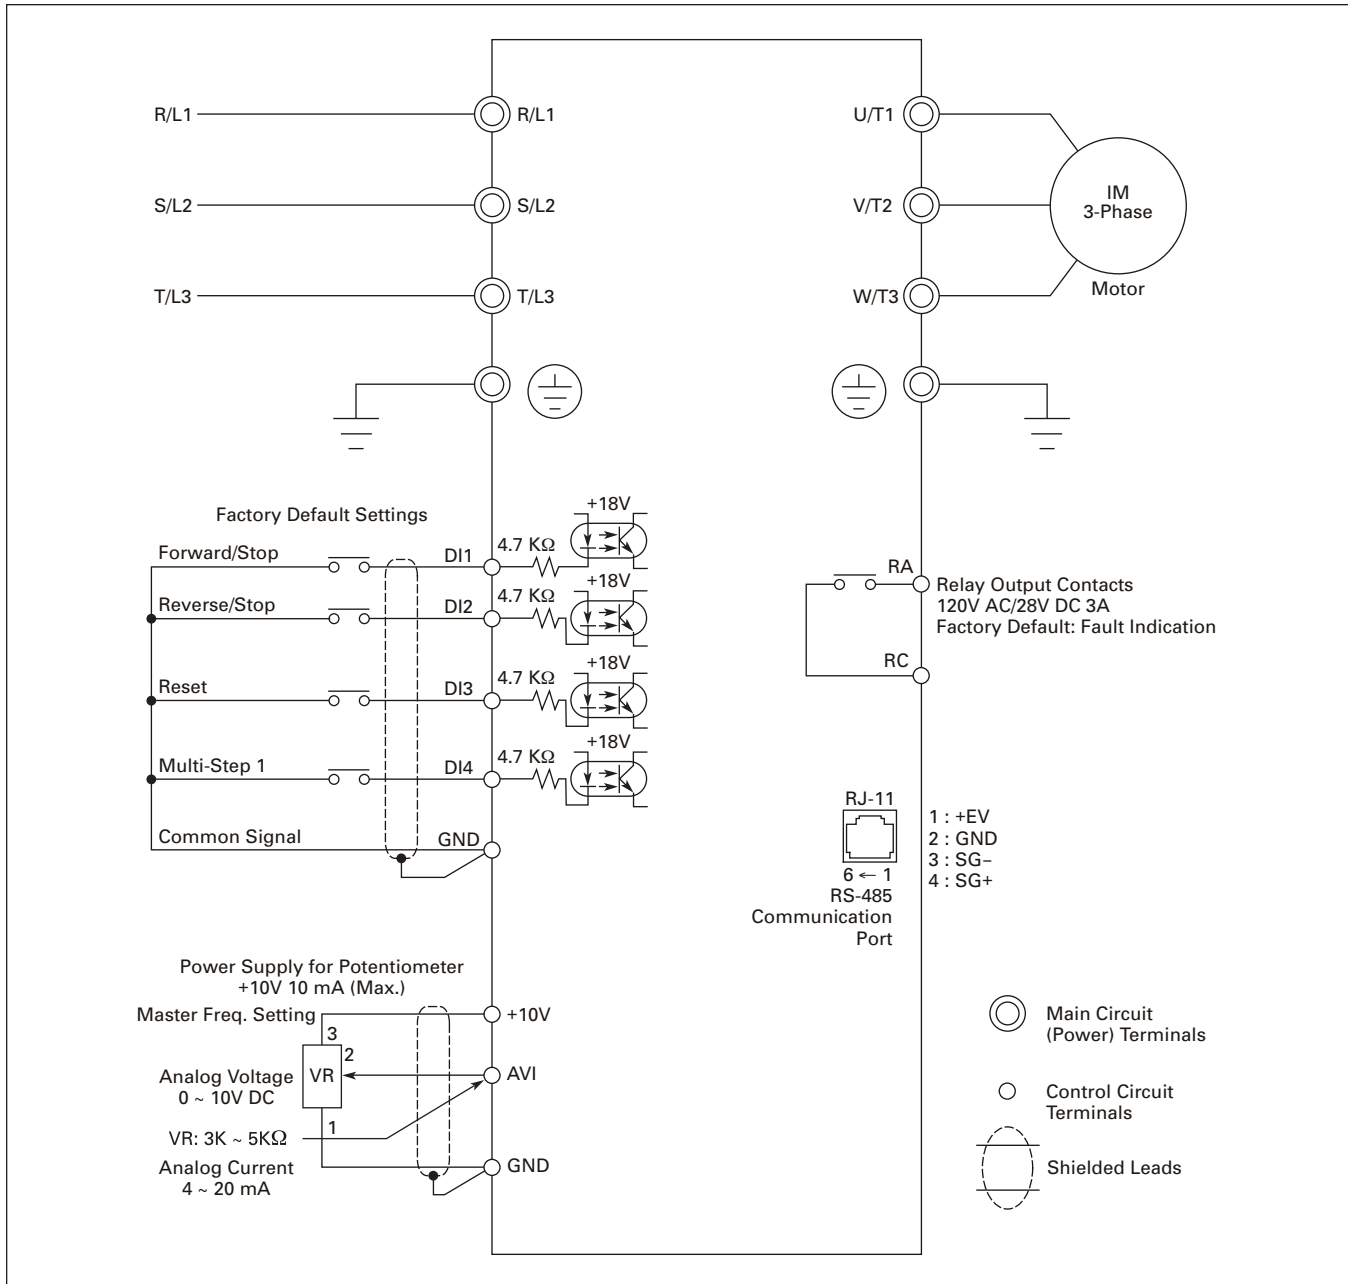 R/L1
R/L1
U/T1
IM
3-Phase
S/L2
S/L2
V/T2
T/L3
T/L3
W/T3
Motor
Factory Default Settings
+18V
Forward/Stop
DI1
4.7 KΩ
+18V
Reverse/Stop
DI2
4.7 KΩ
+18V
Reset
DI3
4.7 KΩ
+18V
Multi-Step 1
DI4
4.7 KΩ
Common Signal
GND
RA
Relay Output Contacts
120V AC/28V DC 3A
Factory Default: Fault Indication
RC
RJ-11
6 ← 1
RS-485
Communication
Port
1 : +EV
2 : GND
3 : SG–
4 : SG+
Power Supply for Potentiometer
+10V 10 mA (Max.)
Master Freq. Setting
+10V
3
2
VR
AVI
Analog Voltage
0 ~ 10V DC
1
VR: 3K ~ 5KΩ
Analog Current
4 ~ 20 mA
GND
Main Circuit
(Power) Terminals
Control Circuit
Terminals
Shielded Leads